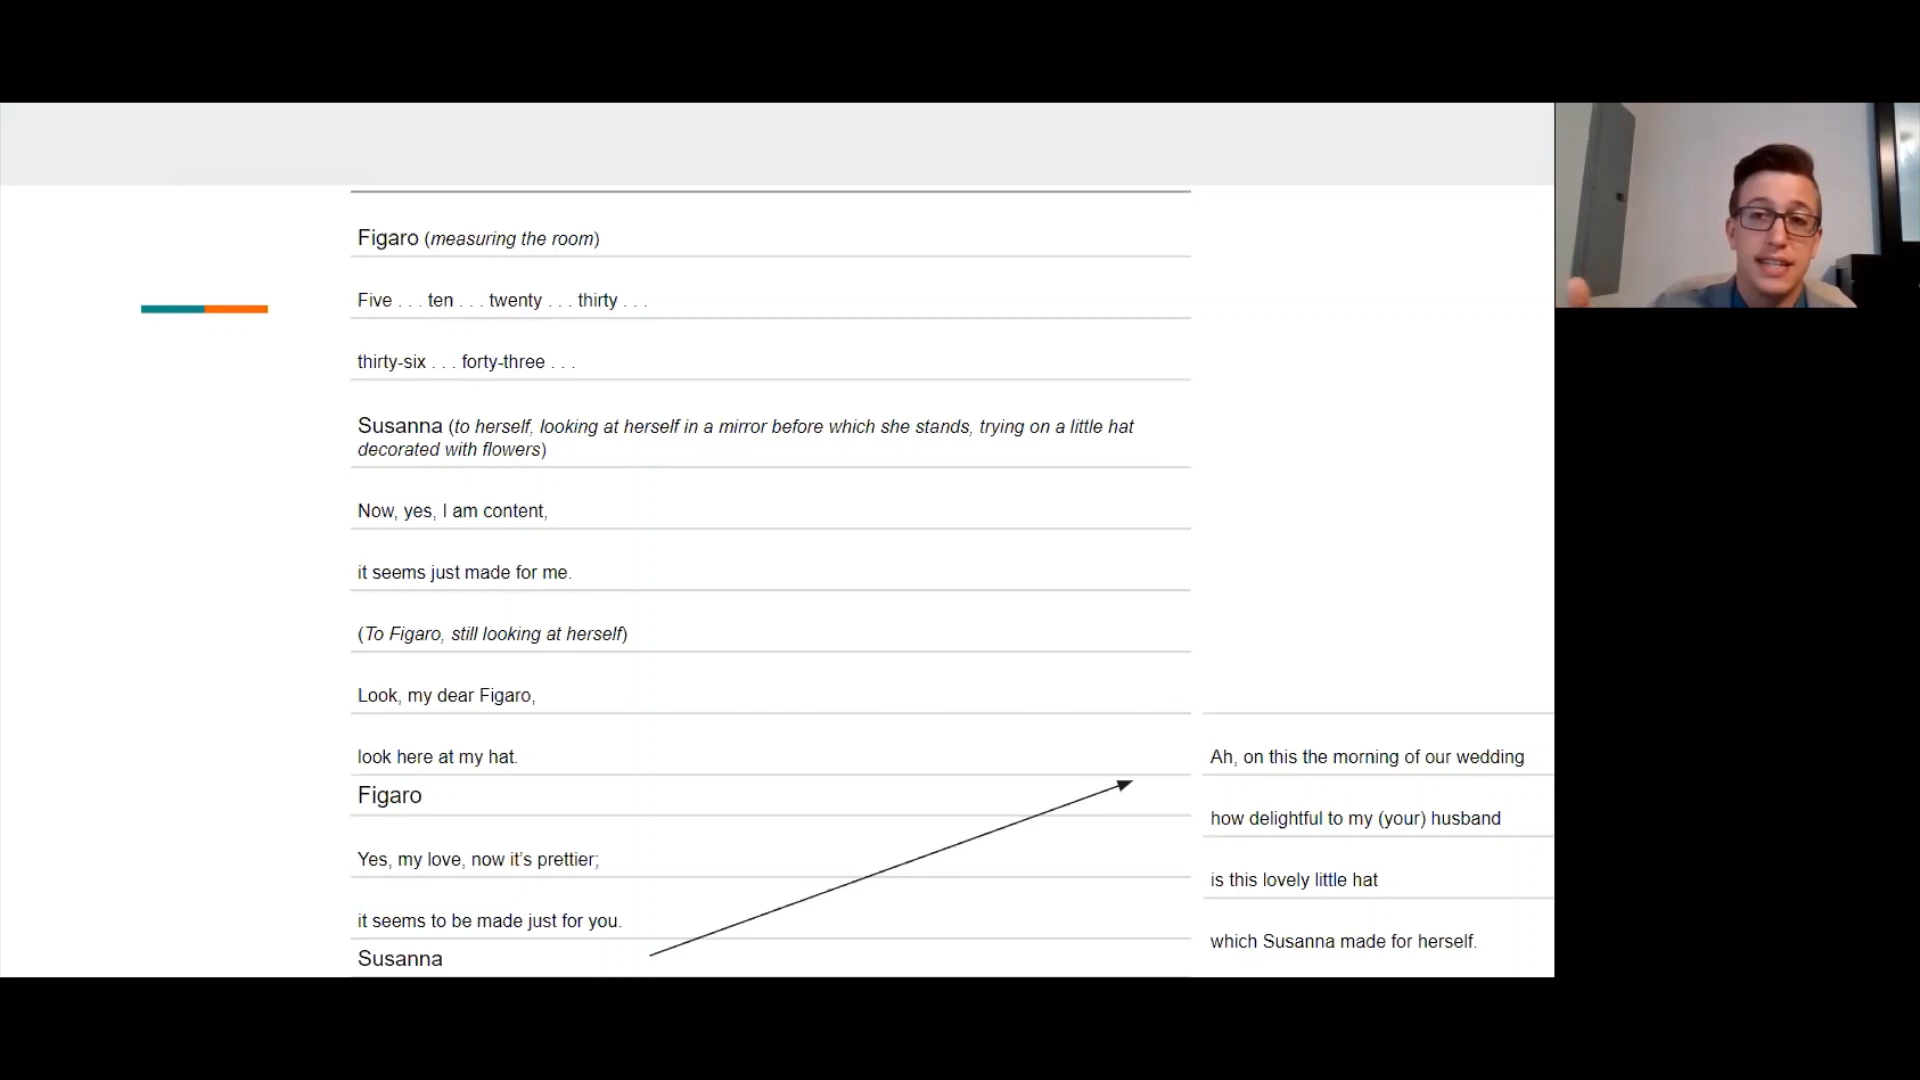 Figaro (measuring the room)
Five . . . ten . . . twenty . . . thirty . . .
thirty-six . . . forty-three . . .
Susanna (to herself, looking at herself in a mirror before which she stands, trying on a little hat
decorated with flowers)
Now, yes, I am content,
it seems just made for me.
(To Figaro, still looking at herself)
Look, my dear Figaro,
look here at my hat.
Figaro
Yes, my love, now it’s prettier;
it seems to be made just for you.
Susanna
Ah, on this the morning of our wedding
how delightful to my (your) husband
is this lovely little hat
which Susanna made for herself.